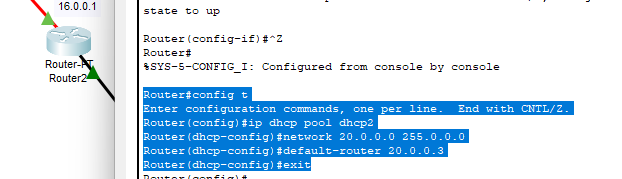 16.0.0.1
Router-PT
Router2
state to up
Router(config-if)#^Z
Router#
%SYS-5-CONFIG_I: Configured from console by console
Router#config t
Enter configuration commands, one per line.  End with CNTL/Z.
Router(config)#ip dhcp pool dhcp2
Router(dhcp-config)#network 20.0.0.0 255.0.0.0
Router(dhcp-config)#default-router 20.0.0.3
Router(dhcp-config)#exit
Router(config)#